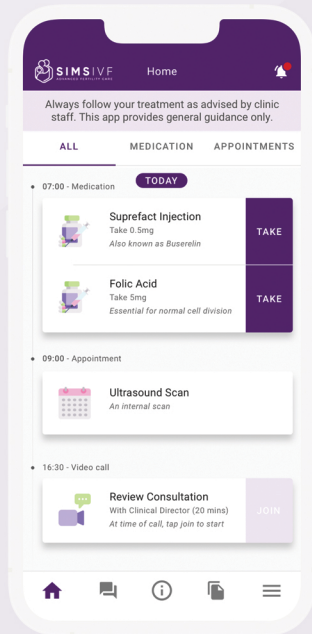 SIMSIVF
ADVANCED FERTILITY CARE
Home
Always follow your treatment as advised by clinic
staff. This app provides general guidance only.
ALL
MEDICATION
APPOINTMENTS
TODAY
07:00 - Medication
Suprefact Injection
Take 0.5mg
Also known as Buserelin
TAKE
Folic Acid
Take 5mg
Essential for normal cell division
TAKE
09:00 - Appointment
Ultrasound Scan
An internal scan
16:30 - Video call
Review Consultation
With Clinical Director (20 mins)
At time of call, tap join to start
JOIN